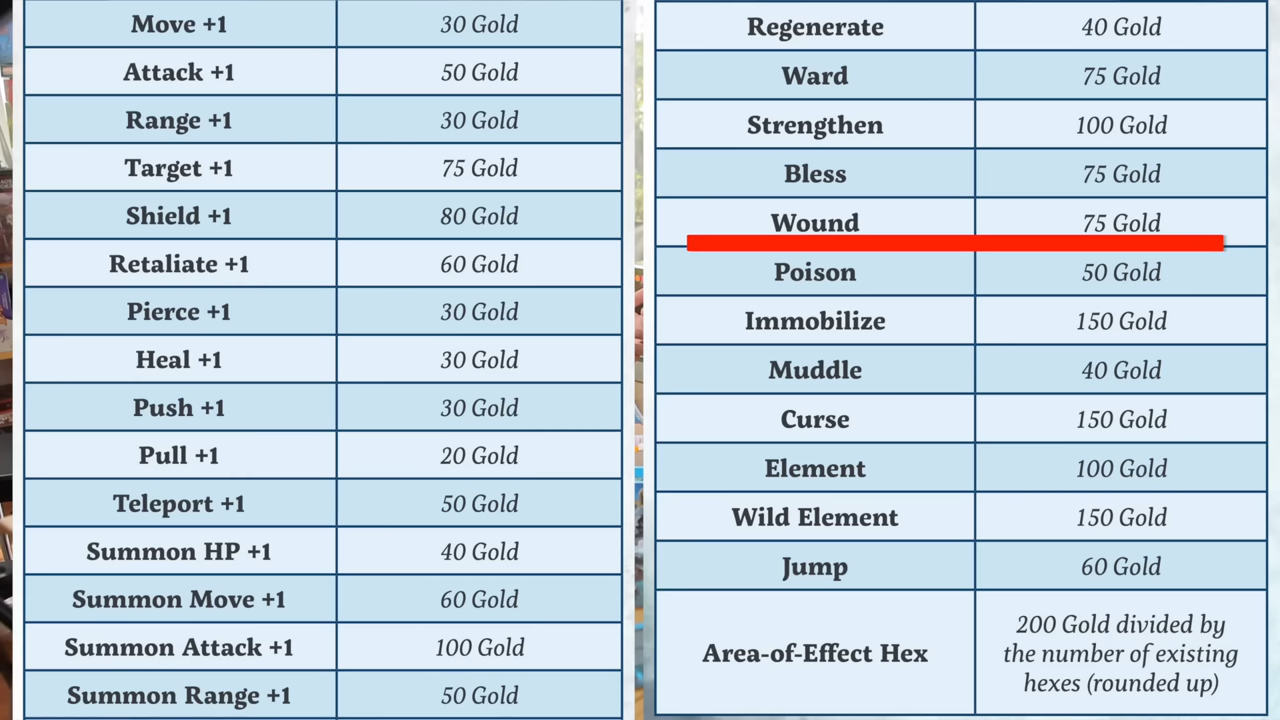 Move +1 30 Gold
Attack +1 50 Gold
Range +1 30 Gold
Target +1 75 Gold
Shield +1 80 Gold
Retaliate +1 60 Gold
Pierce +1 30 Gold
Heal +1 30 Gold
Push +1 30 Gold
Pull +1 20 Gold
Teleport +1 50 Gold
Summon HP +1 40 Gold
Summon Move +1 60 Gold
Summon Attack +1 100 Gold
Summon Range +1 50 Gold
Regenerate 40 Gold
Ward 75 Gold
Strengthen 100 Gold
Bless 75 Gold
Wound 75 Gold
Poison 50 Gold
Immobilize 150 Gold
Muddle 40 Gold
Curse 150 Gold
Element 100 Gold
Wild Element 150 Gold
Jump 60 Gold
Area-of-Effect Hex
200 Gold divided by
the number of existing
hexes (rounded up)